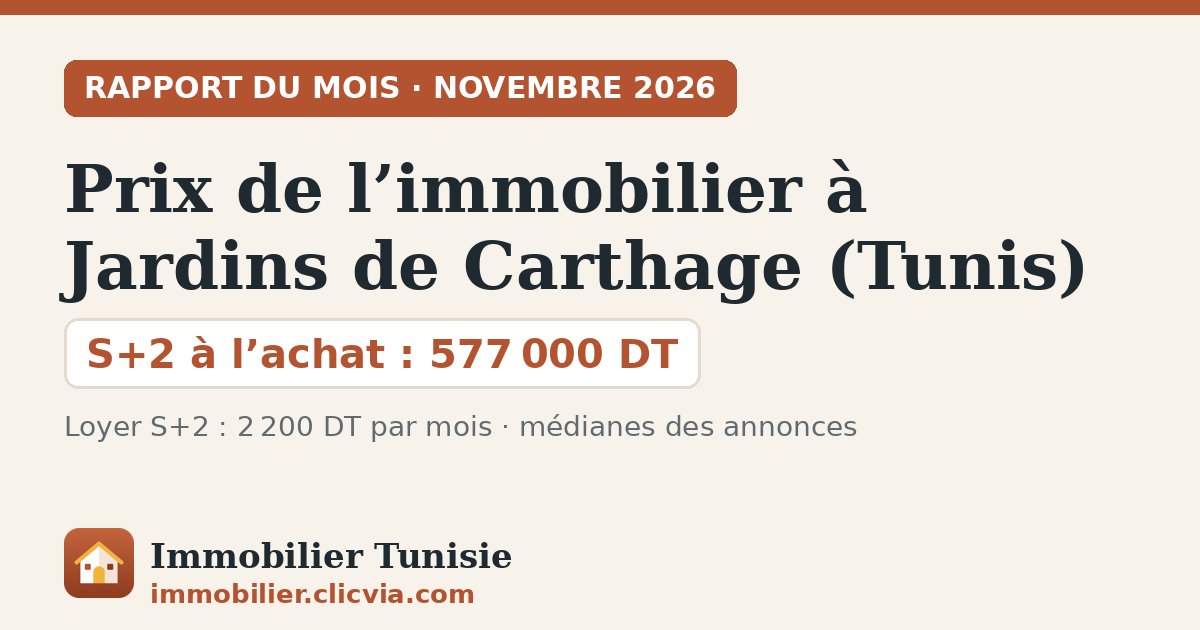 RAPPORT DU MOIS · NOVEMBRE 2026
Prix de l’immobilier à
Jardins de Carthage (Tunis)
S+2 à l’achat : 577 000 DT
Loyer S+2 : 2 200 DT par mois · médianes des annonces
Immobilier Tunisie
immobilier.clicvia.com